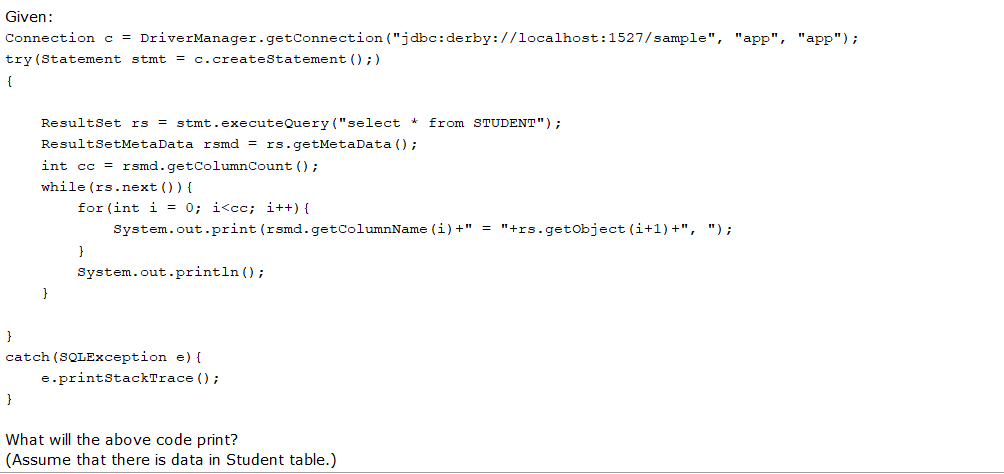 Given:
Connection c = DriverManager.getConnection("jdbc:derby://localhost:1527/sample", "app", "app");
try(Statement stmt = c.createStatement();)
{
ResultSet rs = stmt.executeQuery("select * from STUDENT");
ResultSetMetaData rsmd = rs.getMetaData();
int cc = rsmd.getColumnCount();
while(rs.next()){
for(int i = 0; i<cc; i++){
System.out.print(rsmd.getColumnName(i)+" = "+rs.getObject(i+1)+", ");
}
System.out.println();
}
}
catch(SQLException e){
e.printStackTrace();
}
What will the above code print?
(Assume that there is data in Student table.)